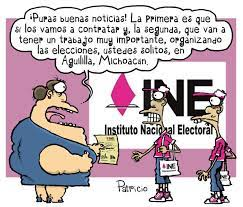 ¡Puras buenas noticias! La primera es que
sí los vamos a contratar y, la segunda, que van a
tener un trabajo muy importante, organizando
las elecciones, ustedes solitos, en
Aguililla, Michoacán.
INE
Instituto Nacional Electoral
Patricio